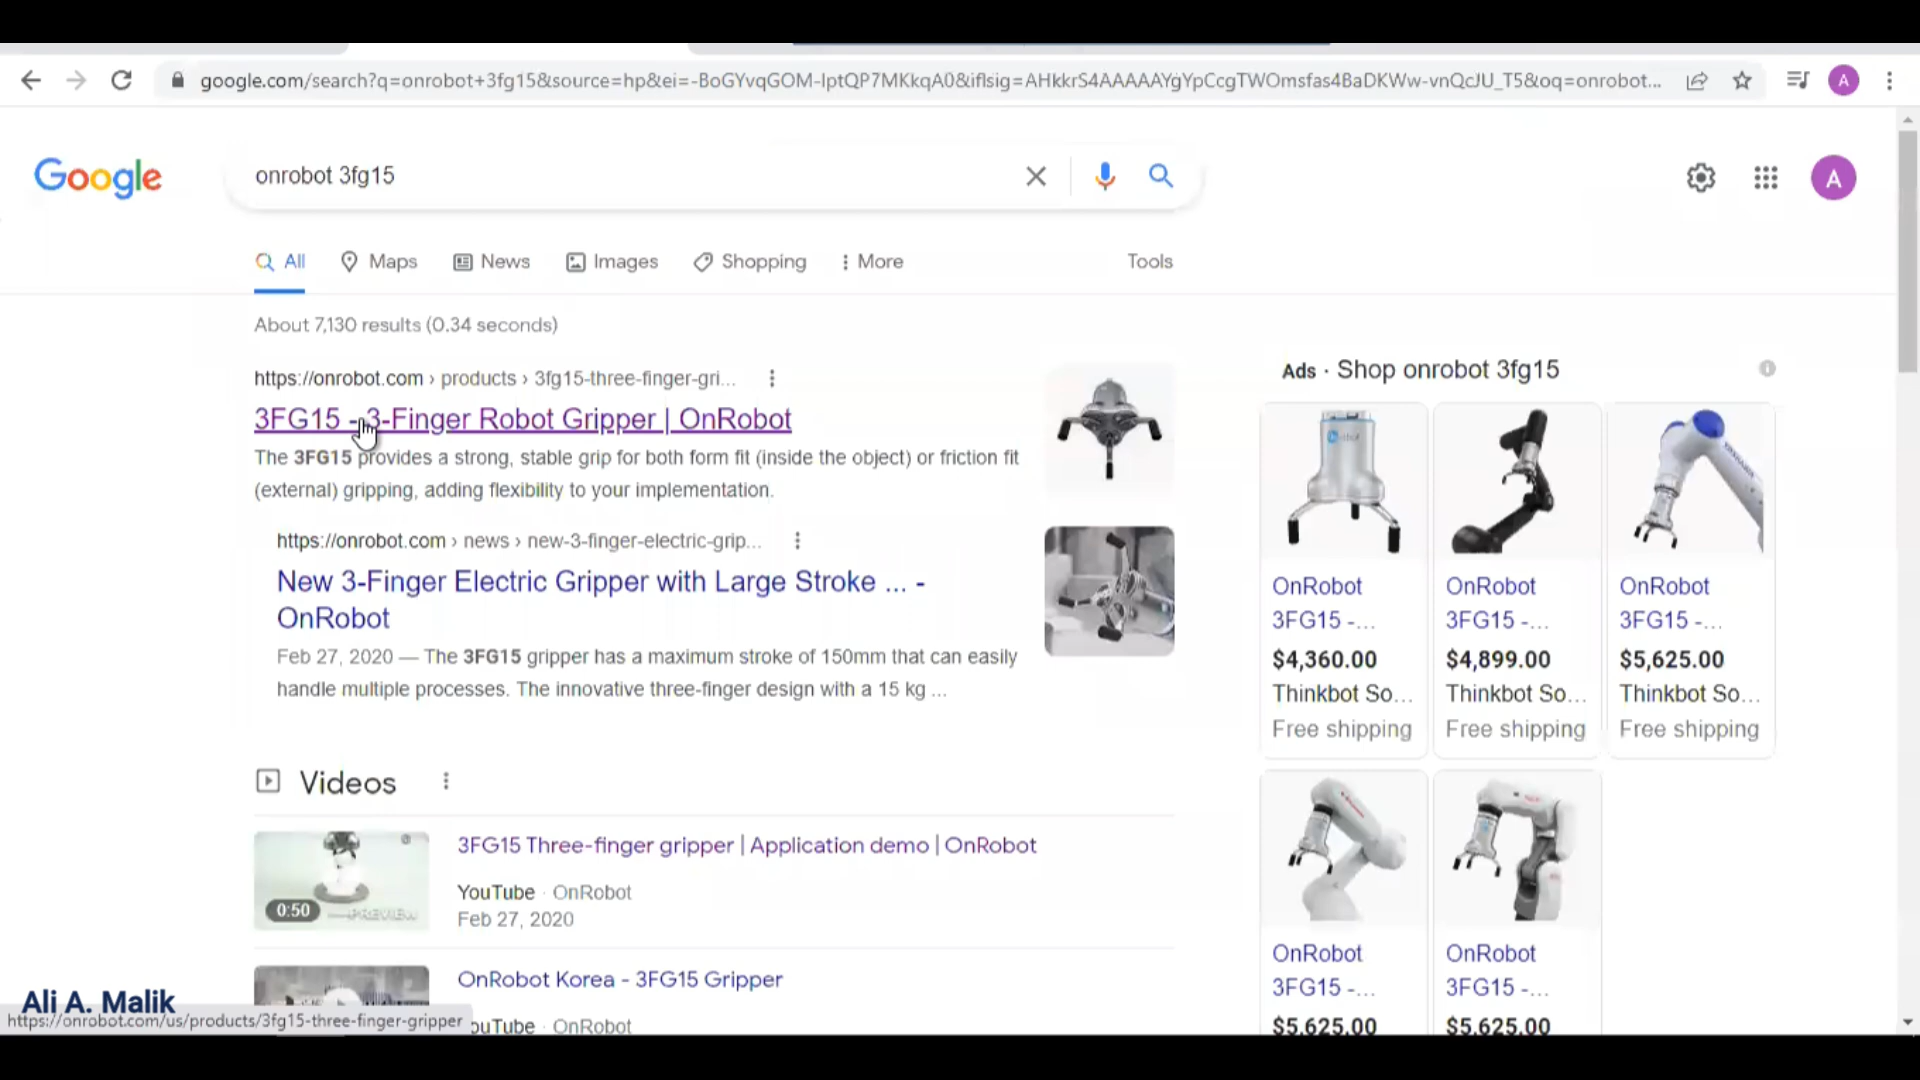 google.com/search?q=onrobot+3fg15&source=hp&ei=-BoGYvqGOM-lptQP7MKkqA0&iflsig=AHkkrS4AAAAAYgYpCcgTWOmsfas4BaDKWw-vnQcJU_T5&oq=onrobot...
A
Google
onrobot 3fg15
A
All
Maps
News
Images
Shopping
More
Tools
About 7,130 results (0.34 seconds)
https://onrobot.com › products › 3fg15-three-finger-gri...
3FG15 - 3-Finger Robot Gripper | OnRobot
The 3FG15 provides a strong, stable grip for both form fit (inside the object) or friction fit
(external) gripping, adding flexibility to your implementation.
https://onrobot.com › news › new-3-finger-electric-grip...
New 3-Finger Electric Gripper with Large Stroke ... -
OnRobot
Feb 27, 2020 — The 3FG15 gripper has a maximum stroke of 150mm that can easily
handle multiple processes. The innovative three-finger design with a 15 kg ...
Videos
3FG15 Three-finger gripper | Application demo | OnRobot
YouTube · OnRobot
Feb 27, 2020
0:50
PREVIEW
OnRobot Korea - 3FG15 Gripper
YouTube · OnRobot
Ads · Shop onrobot 3fg15
OnRobot
3FG15 -...
$4,360.00
Thinkbot So...
Free shipping
OnRobot
3FG15 -...
$4,899.00
Thinkbot So...
Free shipping
OnRobot
3FG15 -...
$5,625.00
Thinkbot So...
Free shipping
OnRobot
3FG15 -...
$5,625.00
OnRobot
3FG15 -...
$5,625.00
Ali A. Malik
https://onrobot.com/us/products/3fg15-three-finger-gripper